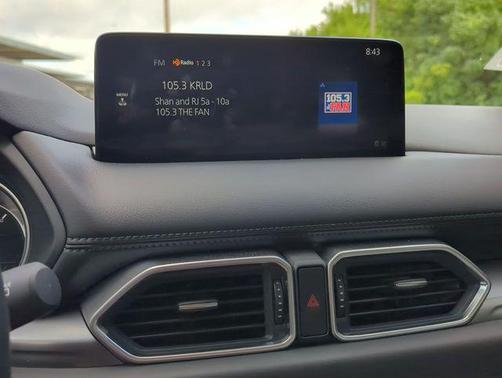 8:43
FM HD Radio 1 2 3
105.3 KRLD
MENU
Shan and RJ 5a - 10a
105.3 THE FAN
105.3
THE FAN